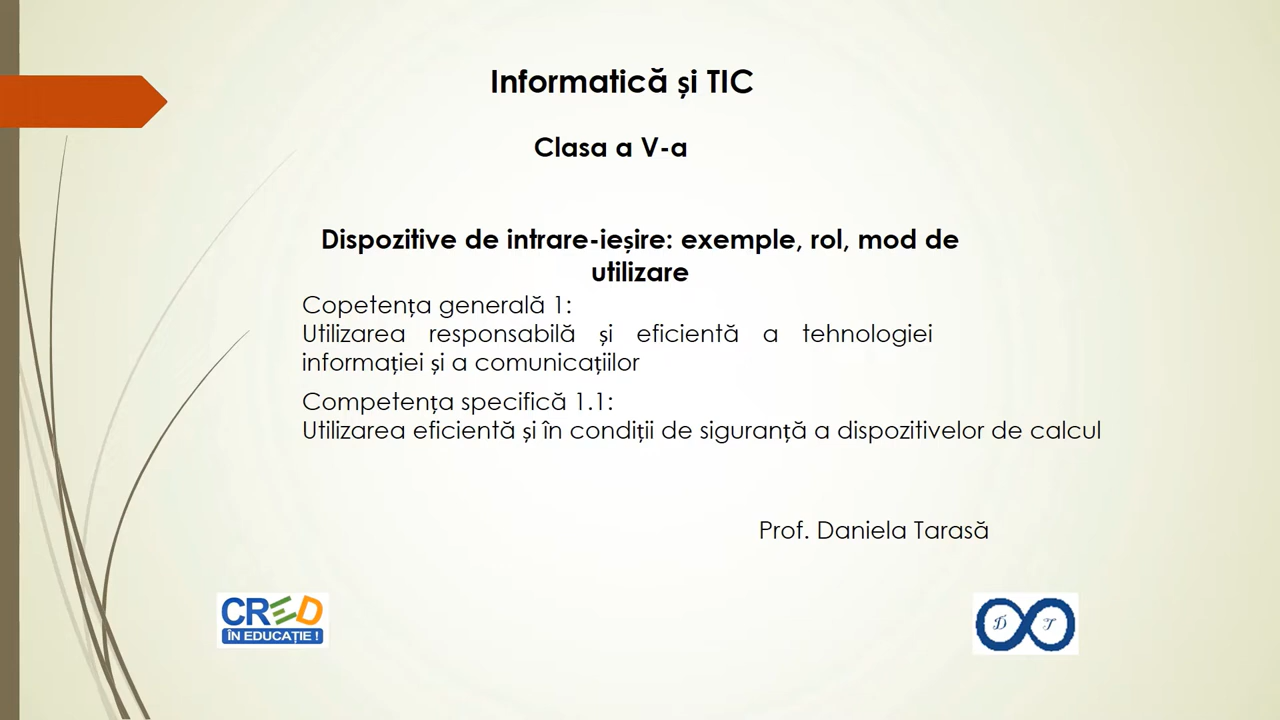 Informatică și TIC
Clasa a V-a
Dispozitive de intrare-ieșire: exemple, rol, mod de
utilizare
Copetența generală 1:
Utilizarea responsabilă și eficientă a tehnologiei
informației și a comunicațiilor
Competența specifică 1.1:
Utilizarea eficientă și în condiții de siguranță a dispozitivelor de calcul
Prof. Daniela Tarasă
CRED
ÎN EDUCAȚIE !
D T